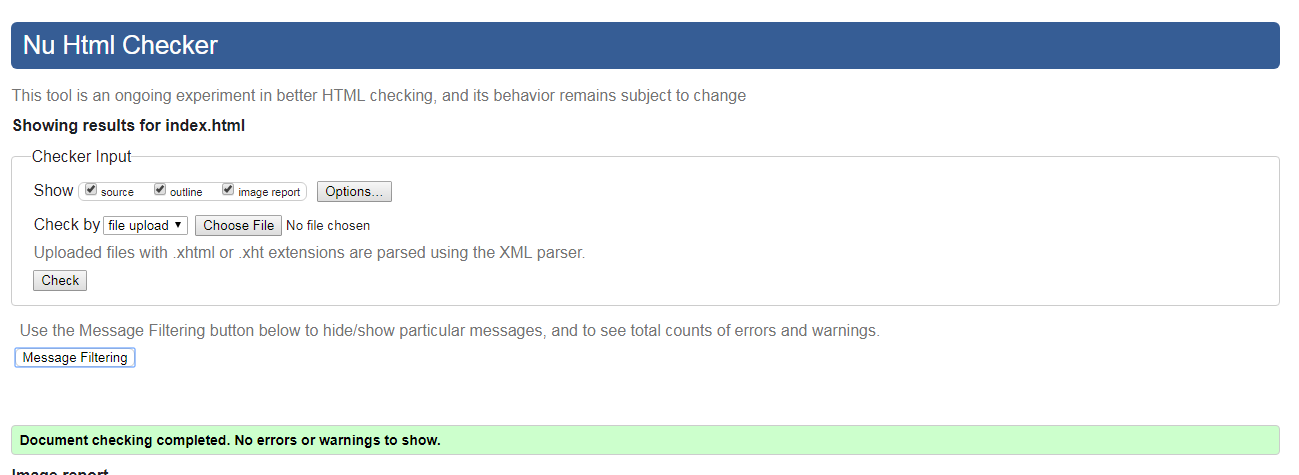 Nu Html Checker
This tool is an ongoing experiment in better HTML checking, and its behavior remains subject to change
Showing results for index.html
Checker Input
Show source outline image report Options...
Check by file upload Choose File No file chosen
Uploaded files with .xhtml or .xht extensions are parsed using the XML parser.
Check
Use the Message Filtering button below to hide/show particular messages, and to see total counts of errors and warnings.
Message Filtering
Document checking completed. No errors or warnings to show.
Image report